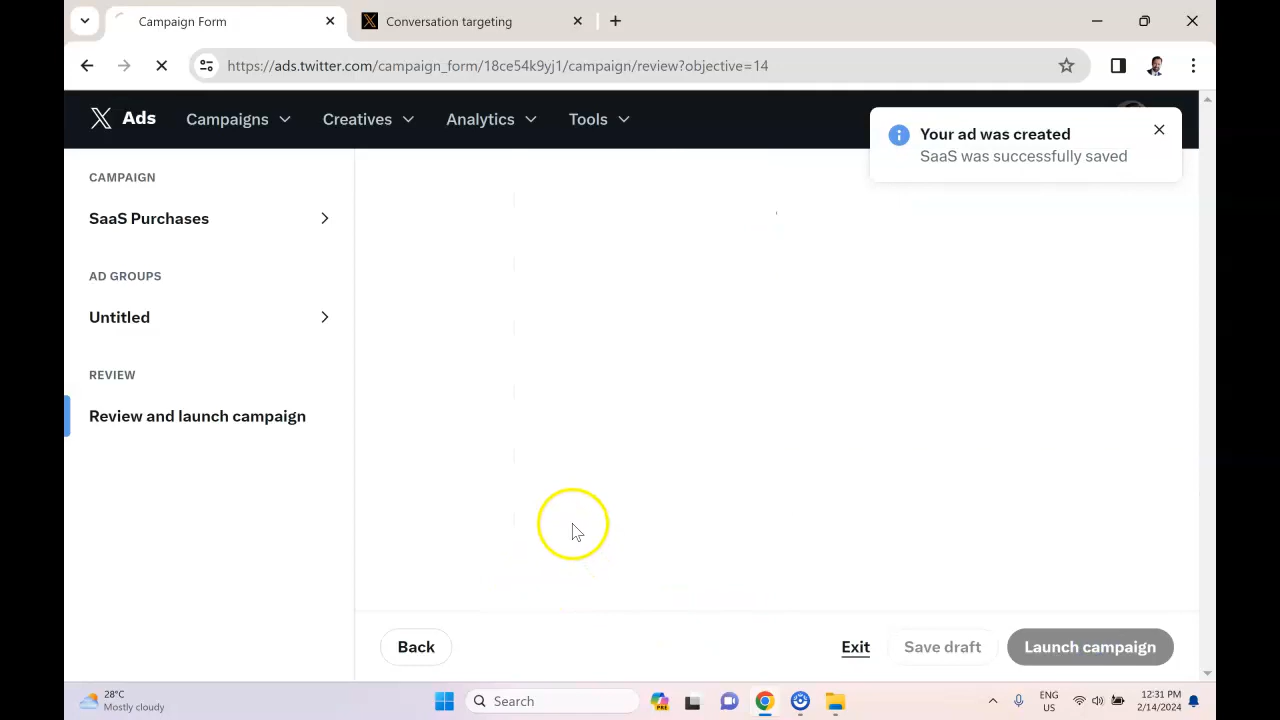 Campaign Form
Conversation targeting
https://ads.twitter.com/campaign_form/18ce54k9yj1/campaign/review?objective=14
X Ads
Campaigns
Creatives
Analytics
Tools
Your ad was created
SaaS was successfully saved
CAMPAIGN
SaaS Purchases
AD GROUPS
Untitled
REVIEW
Review and launch campaign
Back
Exit
Save draft
Launch campaign
28°C
Mostly cloudy
Search
PRE
ENG
US
12:31 PM
2/14/2024